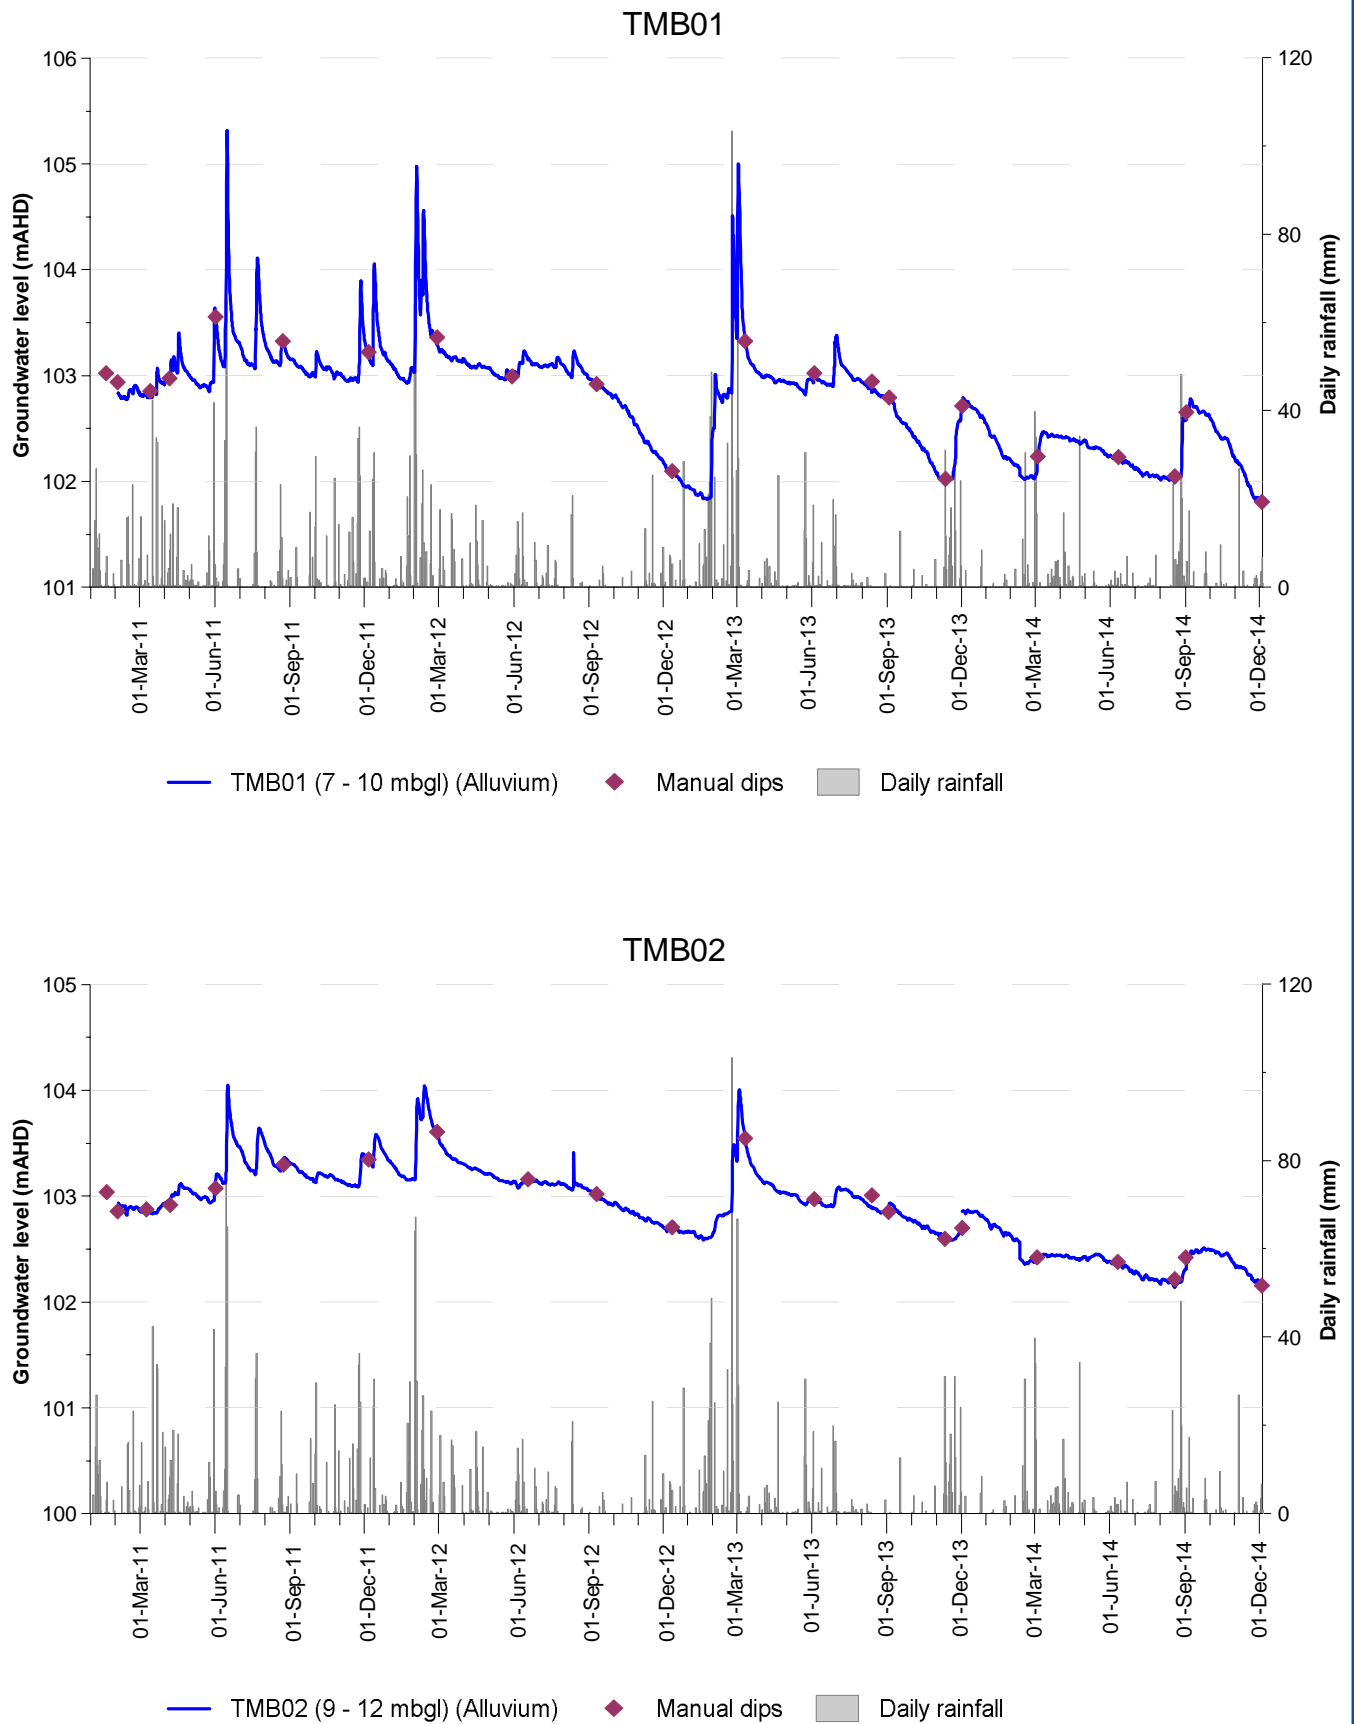 TMB01
106
105
104
103
102
101
Groundwater level (mAHD)
120
80
40
0
Daily rainfall (mm)
01-Mar-11
01-Jun-11
01-Sep-11
01-Dec-11
01-Mar-12
01-Jun-12
01-Sep-12
01-Dec-12
01-Mar-13
01-Jun-13
01-Sep-13
01-Dec-13
01-Mar-14
01-Jun-14
01-Sep-14
01-Dec-14
TMB01 (7 - 10 mbgl) (Alluvium) Manual dips Daily rainfall
TMB02
105
104
103
102
101
100
Groundwater level (mAHD)
120
80
40
0
Daily rainfall (mm)
01-Mar-11
01-Jun-11
01-Sep-11
01-Dec-11
01-Mar-12
01-Jun-12
01-Sep-12
01-Dec-12
01-Mar-13
01-Jun-13
01-Sep-13
01-Dec-13
01-Mar-14
01-Jun-14
01-Sep-14
01-Dec-14
TMB02 (9 - 12 mbgl) (Alluvium) Manual dips Daily rainfall